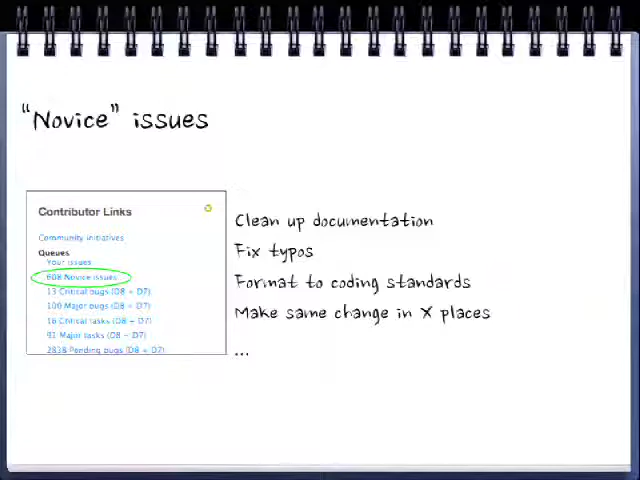 “Novice” issues
Contributor Links
Community initiatives
Queues
Your issues
608 Novice issues
13 Critical bugs (D8 + D7)
100 Major bugs (D8 + D7)
16 Critical tasks (D8 + D7)
91 Major tasks (D8 + D7)
2838 Pending bugs (D8 + D7)
Clean up documentation
Fix typos
Format to coding standards
Make same change in X places
...